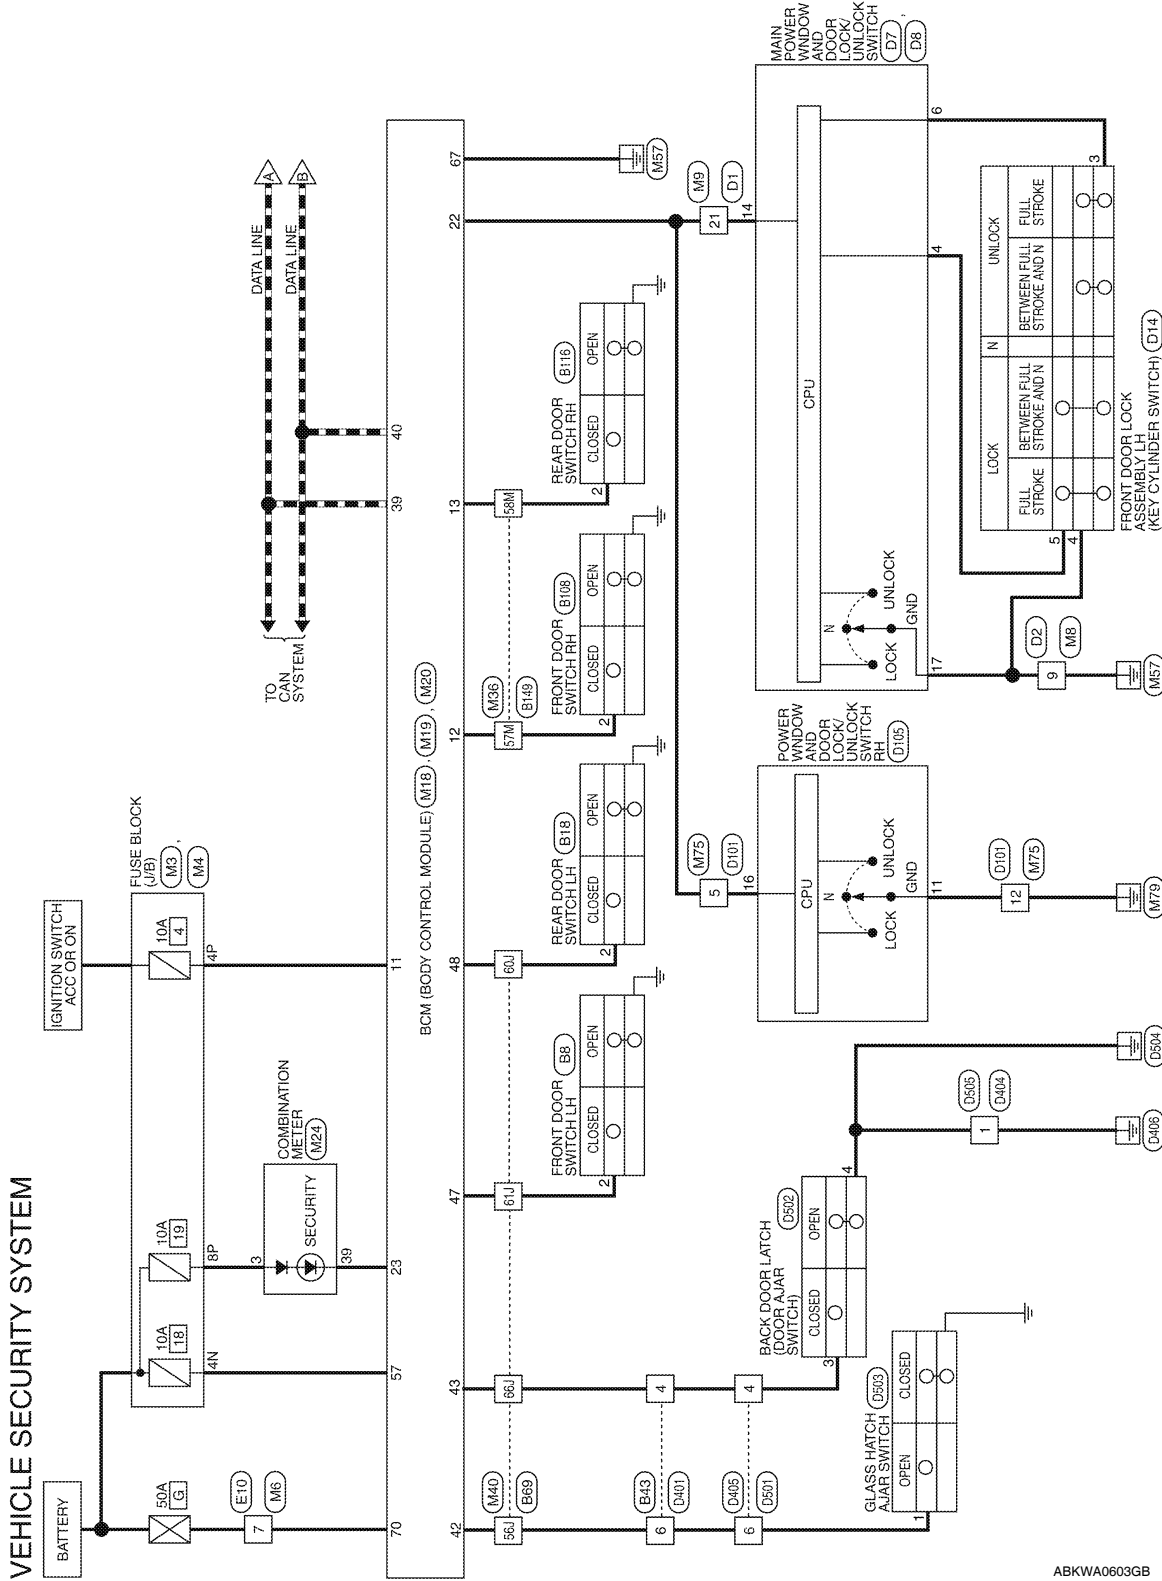 VEHICLE SECURITY SYSTEM
BATTERY
50A
G
7
E10
M6
70
IGNITION SWITCH
ACC OR ON
FUSE BLOCK
(J/B)
M3 ,
M4
10A
18
4N
57
10A
19
8P
10A
4
4P
11
COMBINATION
METER
M24
SECURITY
3
39
23
TO
CAN
SYSTEM
DATA LINE
DATA LINE
A
B
39
40
BCM (BODY CONTROL MODULE) M18 , M19 , M20
42
43
47
48
12
13
22
67
56J
M40
B69
66J
61J
60J
57M
M36
B149
58M
M57
FRONT DOOR
SWITCH LH
B8
CLOSED
OPEN
2
REAR DOOR
SWITCH LH
B18
CLOSED
OPEN
2
FRONT DOOR
SWITCH RH
B108
CLOSED
OPEN
2
REAR DOOR
SWITCH RH
B116
CLOSED
OPEN
2
6
B43
D401
4
6
D405
D501
4
BACK DOOR LATCH
(DOOR AJAR
SWITCH)
D502
CLOSED
OPEN
3
4
GLASS HATCH
AJAR SWITCH
D503
OPEN
CLOSED
1
1
D505
D404
D406
D504
5
M75
D101
16
POWER
WNDOW
AND
DOOR
LOCK/
UNLOCK
SWITCH
RH
D105
CPU
N
LOCK
UNLOCK
GND
11
12
D101
M75
M79
21
M9
D1
14
MAIN
POWER
WNDOW
AND
DOOR
LOCK/
UNLOCK
SWITCH
D7 ,
D8
CPU
N
LOCK
UNLOCK
GND
17
4
6
9
D2
M8
M57
5
4
3
LOCK
N
UNLOCK
FULL
STROKE
BETWEEN FULL
STROKE AND N
BETWEEN FULL
STROKE AND N
FULL
STROKE
FRONT DOOR LOCK
ASSEMBLY LH
(KEY CYLINDER SWITCH) D14
ABKWA0603GB